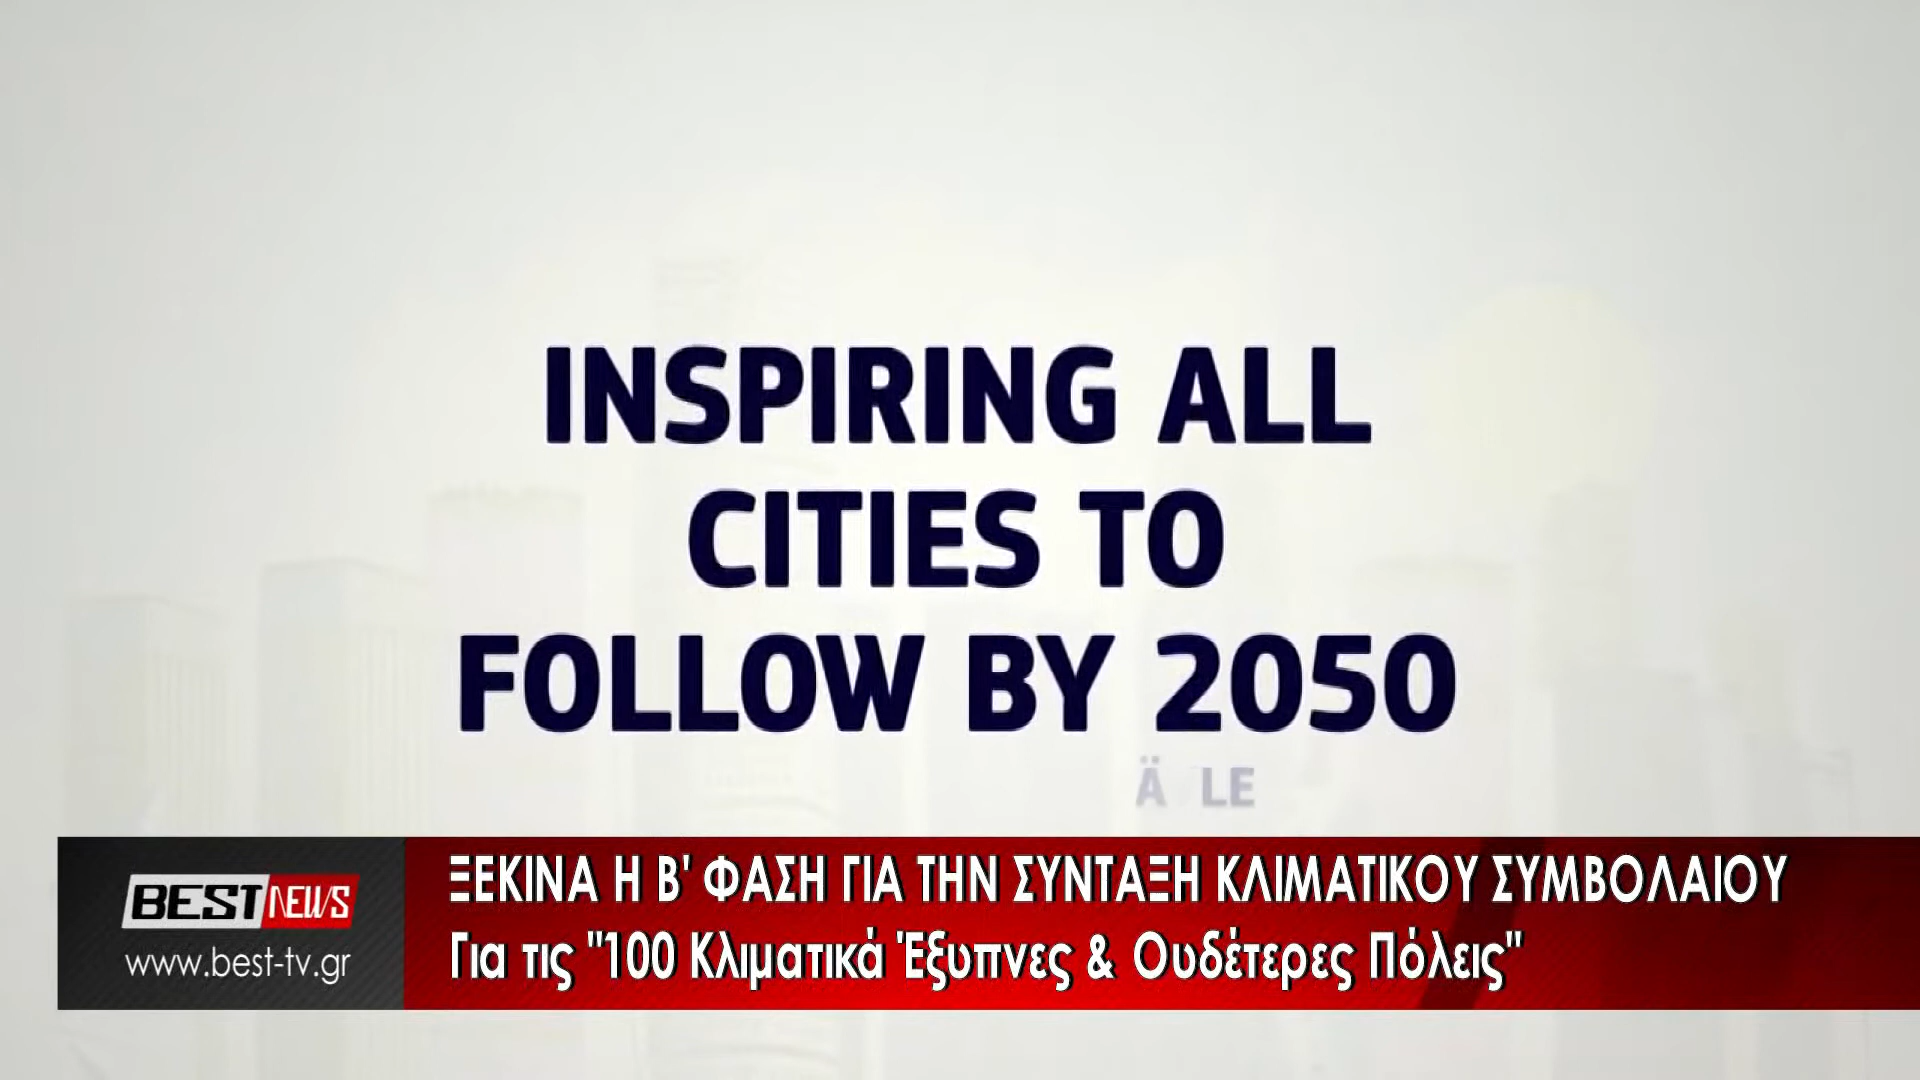 INSPIRING ALL
CITIES TO
FOLLOW BY 2050
BEST NEWS
www.best-tv.gr
ΞΕΚΙΝΑ Η Β' ΦΑΣΗ ΓΙΑ ΤΗΝ ΣΥΝΤΑΞΗ ΚΛΙΜΑΤΙΚΟΥ ΣΥΜΒΟΛΑΙΟΥ
Για τις "100 Κλιματικά Έξυπνες & Ουδέτερες Πόλεις"